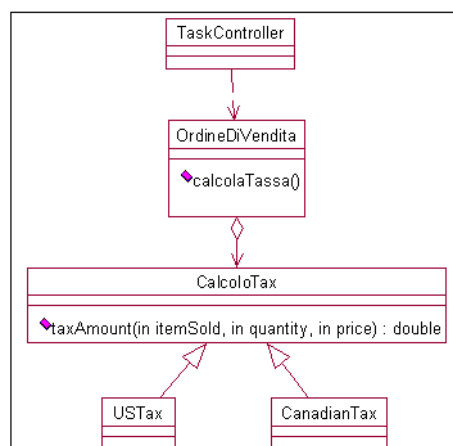 TaskController
OrdineDiVendita
calcolaTassa()
CalcoloTax
taxAmount(in itemSold, in quantity, in price) : double
USTax
CanadianTax